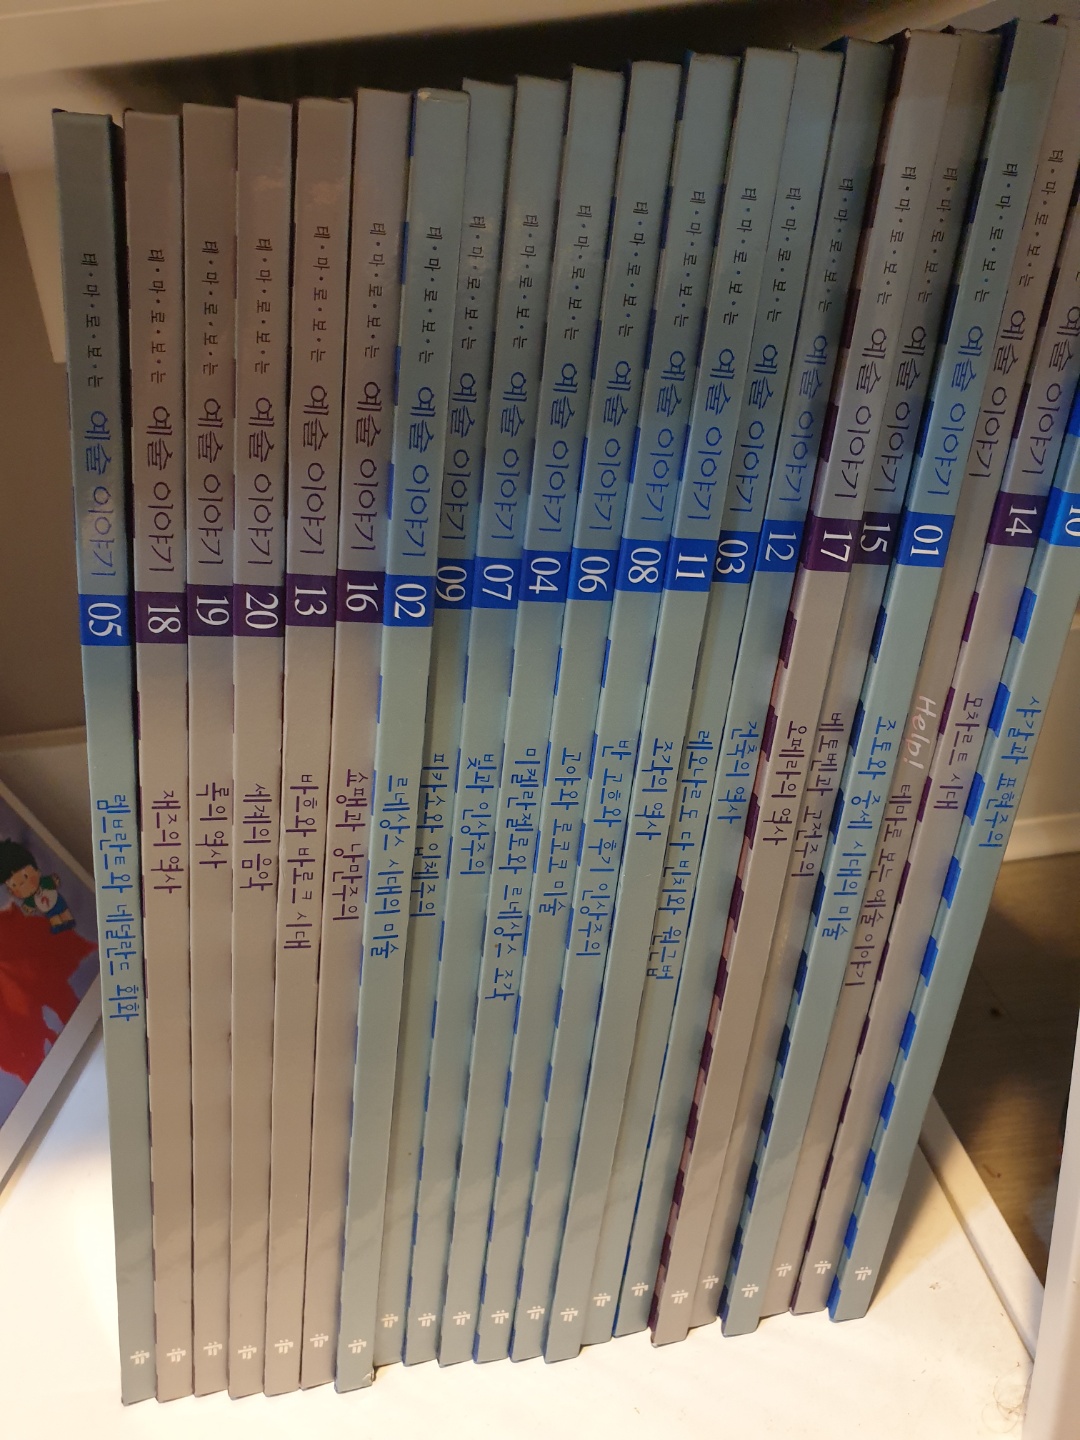 테·마·로·보·는 예술 이야기 05 렘브란트와 네덜란드 회화
테·마·로·보·는 예술 이야기 18 재즈의 역사
테·마·로·보·는 예술 이야기 19 록의 역사
테·마·로·보·는 예술 이야기 20 세계의 음악
테·마·로·보·는 예술 이야기 13 바흐와 바로크 시대
테·마·로·보·는 예술 이야기 16 쇼팽과 낭만주의
테·마·로·보·는 예술 이야기 02 르네상스 시대의 미술
테·마·로·보·는 예술 이야기 09 피카소와 입체주의
테·마·로·보·는 예술 이야기 07 빛과 인상주의
테·마·로·보·는 예술 이야기 04 미켈란젤로와 르네상스 조각
테·마·로·보·는 예술 이야기 06 고야와 로코코 미술
테·마·로·보·는 예술 이야기 08 반 고흐와 후기 인상주의
테·마·로·보·는 예술 이야기 11 조각의 역사
테·마·로·보·는 예술 이야기 03 레오나르도 다 빈치와 원근법
테·마·로·보·는 예술 이야기 12 건축의 역사
테·마·로·보·는 예술 이야기 17 오페라의 역사
테·마·로·보·는 예술 이야기 15 베토벤과 고전주의
테·마·로·보·는 예술 이야기 01 조토와 중세 시대의 미술
테·마·로·보·는 예술 이야기 Help! 테마로 보는 예술 이야기
테·마·로·보·는 예술 이야기 14 모차르트 시대
10 샤갈과 표현주의